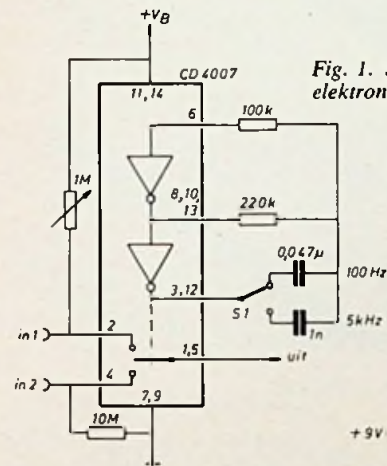 +VB
CD 4007
11, 14
Fig. 1.
elektron
6
100k
1M
8, 10,
13
220k
0,047µ
100 Hz
3, 12
S1
1n
5kHz
in 1
2
1,5
uit
in 2
4
7, 9
10M
+9V